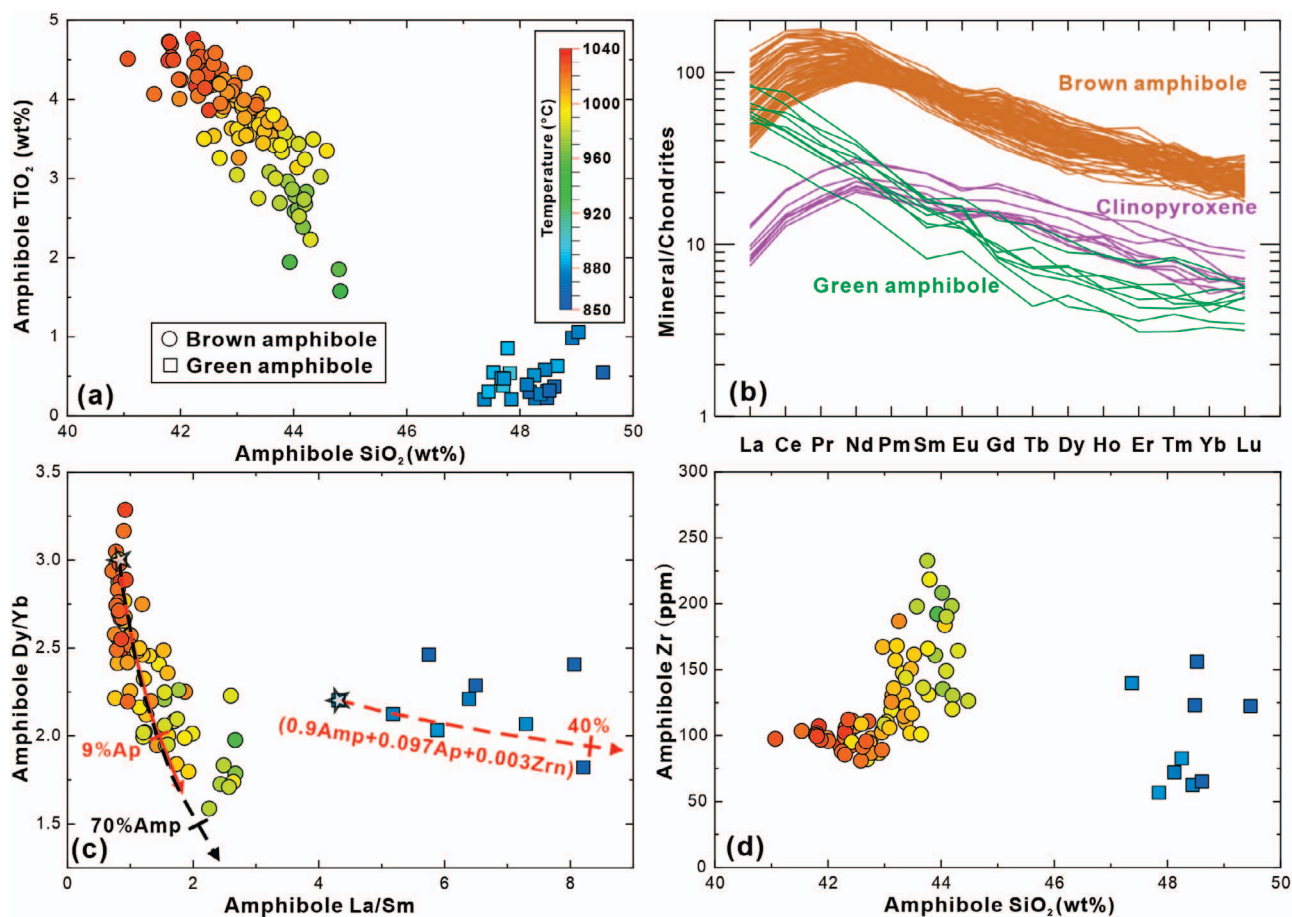 Amphibole TiO2 (wt%)
5
4
3
2
1
0
Temperature (°C)
1040
1000
960
920
880
850
Brown amphibole
Green amphibole
(a)
40 42 44 46 48 50
Amphibole SiO2 (wt%)
Mineral/Chondrites
100
10
1
Brown amphibole
Clinopyroxene
Green amphibole
(b)
La Ce Pr Nd Pm Sm Eu Gd Tb Dy Ho Er Tm Yb Lu
Amphibole Dy/Yb
3.5
3.0
2.5
2.0
1.5
9%Ap
70%Amp
40%
(0.9Amp+0.097Ap+0.003Zrn)
(c)
0 2 4 6 8
Amphibole La/Sm
Amphibole Zr (ppm)
300
250
200
150
100
50
0
(d)
40 42 44 46 48 50
Amphibole SiO2 (wt%)